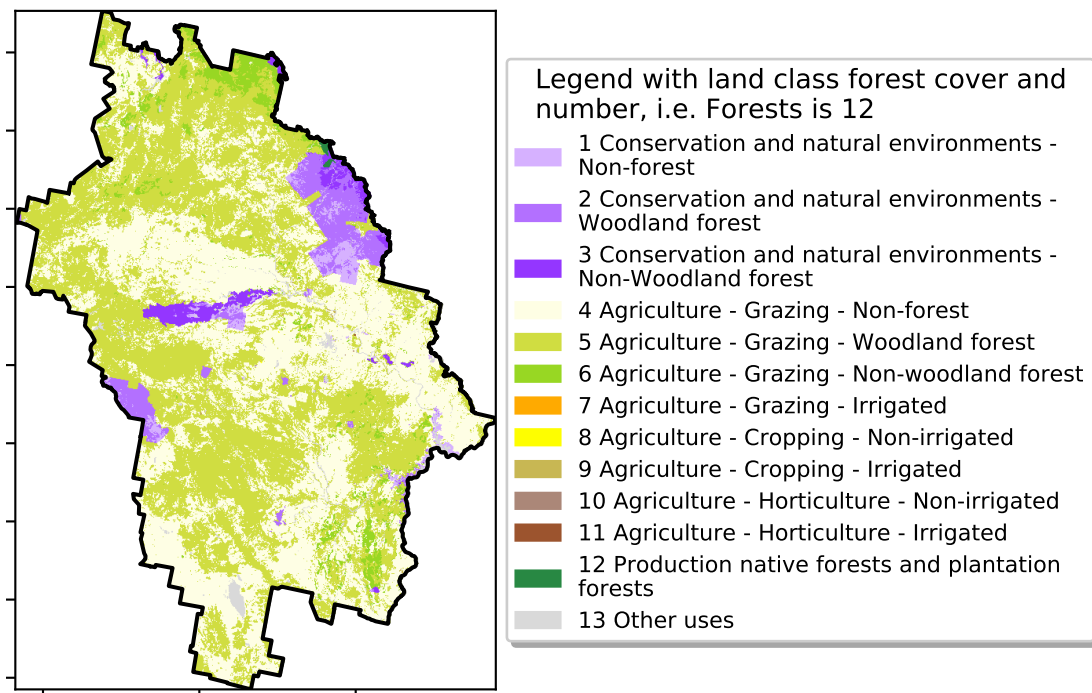 Legend with land class forest cover and
number, i.e. Forests is 12
1 Conservation and natural environments -
Non-forest
2 Conservation and natural environments -
Woodland forest
3 Conservation and natural environments -
Non-Woodland forest
4 Agriculture - Grazing - Non-forest
5 Agriculture - Grazing - Woodland forest
6 Agriculture - Grazing - Non-woodland forest
7 Agriculture - Grazing - Irrigated
8 Agriculture - Cropping - Non-irrigated
9 Agriculture - Cropping - Irrigated
10 Agriculture - Horticulture - Non-irrigated
11 Agriculture - Horticulture - Irrigated
12 Production native forests and plantation
forests
13 Other uses